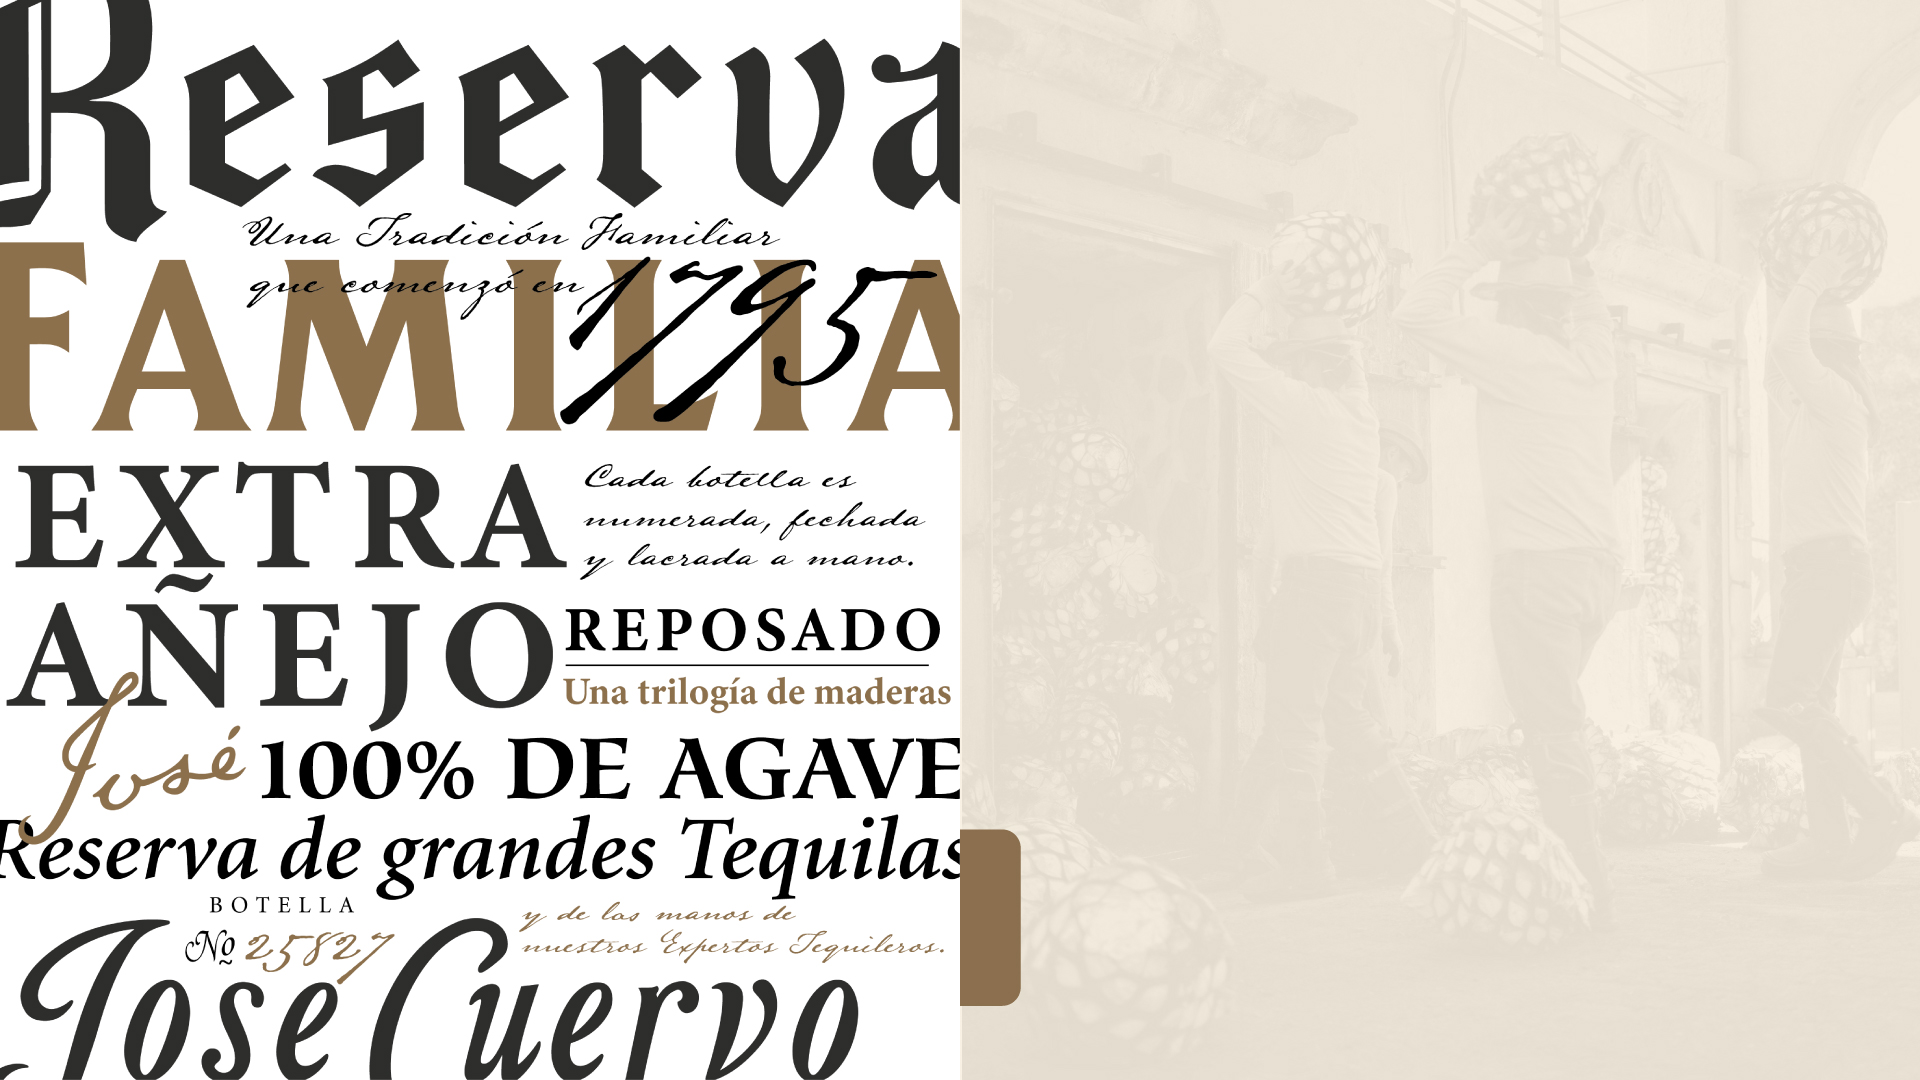 Reserva
Una Tradición Familiar
que comenzó en 1795
FAMILIA
EXTRA
AÑEJO
Cada botella es
numerada, fechada
y lacrada a mano.
REPOSADO
Una trilogía de maderas
José
100% DE AGAVE
Reserva de grandes Tequilas
BOTELLA
Nº 25827
y de las manos de
nuestros Expertos Tequileros.
Jose Cuervo